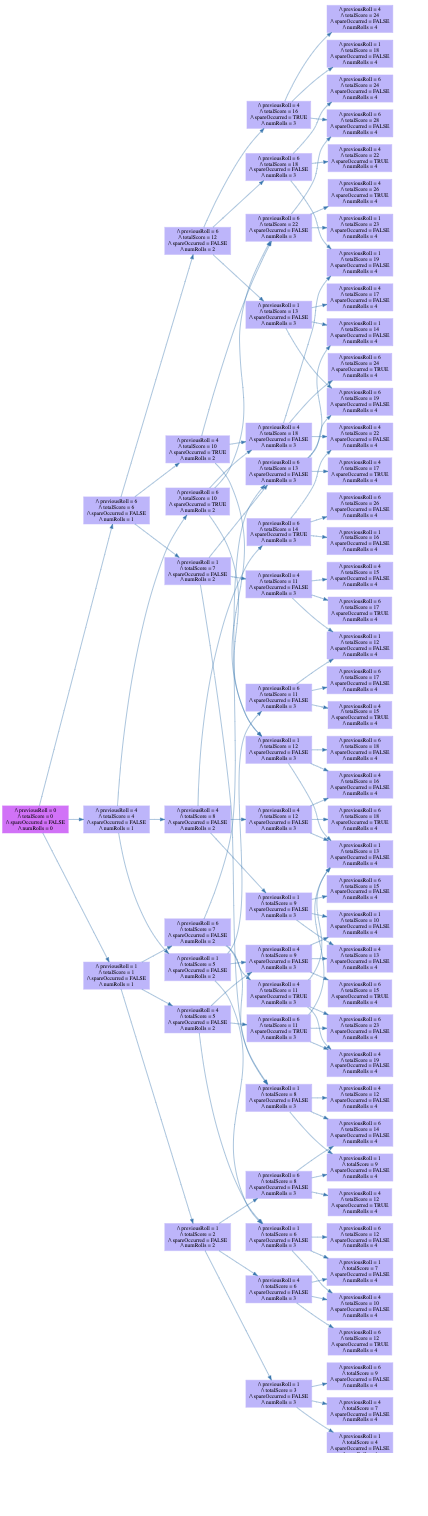 /\ previousRoll = 0
/\ totalScore = 0
/\ spareOccurred = FALSE
/\ numRolls = 0
/\ previousRoll = 6
/\ totalScore = 6
/\ spareOccurred = FALSE
/\ numRolls = 1
/\ previousRoll = 4
/\ totalScore = 4
/\ spareOccurred = FALSE
/\ numRolls = 1
/\ previousRoll = 1
/\ totalScore = 1
/\ spareOccurred = FALSE
/\ numRolls = 1
/\ previousRoll = 6
/\ totalScore = 12
/\ spareOccurred = FALSE
/\ numRolls = 2
/\ previousRoll = 4
/\ totalScore = 10
/\ spareOccurred = TRUE
/\ numRolls = 2
/\ previousRoll = 6
/\ totalScore = 10
/\ spareOccurred = TRUE
/\ numRolls = 2
/\ previousRoll = 1
/\ totalScore = 7
/\ spareOccurred = FALSE
/\ numRolls = 2
/\ previousRoll = 4
/\ totalScore = 8
/\ spareOccurred = FALSE
/\ numRolls = 2
/\ previousRoll = 6
/\ totalScore = 7
/\ spareOccurred = FALSE
/\ numRolls = 2
/\ previousRoll = 1
/\ totalScore = 5
/\ spareOccurred = FALSE
/\ numRolls = 2
/\ previousRoll = 4
/\ totalScore = 5
/\ spareOccurred = FALSE
/\ numRolls = 2
/\ previousRoll = 1
/\ totalScore = 2
/\ spareOccurred = FALSE
/\ numRolls = 2
/\ previousRoll = 4
/\ totalScore = 16
/\ spareOccurred = TRUE
/\ numRolls = 3
/\ previousRoll = 6
/\ totalScore = 18
/\ spareOccurred = FALSE
/\ numRolls = 3
/\ previousRoll = 6
/\ totalScore = 22
/\ spareOccurred = FALSE
/\ numRolls = 3
/\ previousRoll = 1
/\ totalScore = 13
/\ spareOccurred = FALSE
/\ numRolls = 3
/\ previousRoll = 4
/\ totalScore = 18
/\ spareOccurred = FALSE
/\ numRolls = 3
/\ previousRoll = 6
/\ totalScore = 13
/\ spareOccurred = FALSE
/\ numRolls = 3
/\ previousRoll = 6
/\ totalScore = 14
/\ spareOccurred = TRUE
/\ numRolls = 3
/\ previousRoll = 4
/\ totalScore = 11
/\ spareOccurred = FALSE
/\ numRolls = 3
/\ previousRoll = 6
/\ totalScore = 11
/\ spareOccurred = FALSE
/\ numRolls = 3
/\ previousRoll = 1
/\ totalScore = 12
/\ spareOccurred = FALSE
/\ numRolls = 3
/\ previousRoll = 4
/\ totalScore = 12
/\ spareOccurred = FALSE
/\ numRolls = 3
/\ previousRoll = 1
/\ totalScore = 9
/\ spareOccurred = FALSE
/\ numRolls = 3
/\ previousRoll = 4
/\ totalScore = 9
/\ spareOccurred = FALSE
/\ numRolls = 3
/\ previousRoll = 4
/\ totalScore = 11
/\ spareOccurred = TRUE
/\ numRolls = 3
/\ previousRoll = 6
/\ totalScore = 11
/\ spareOccurred = TRUE
/\ numRolls = 3
/\ previousRoll = 1
/\ totalScore = 8
/\ spareOccurred = FALSE
/\ numRolls = 3
/\ previousRoll = 6
/\ totalScore = 8
/\ spareOccurred = FALSE
/\ numRolls = 3
/\ previousRoll = 1
/\ totalScore = 6
/\ spareOccurred = FALSE
/\ numRolls = 3
/\ previousRoll = 4
/\ totalScore = 6
/\ spareOccurred = FALSE
/\ numRolls = 3
/\ previousRoll = 1
/\ totalScore = 3
/\ spareOccurred = FALSE
/\ numRolls = 3
/\ previousRoll = 4
/\ totalScore = 24
/\ spareOccurred = FALSE
/\ numRolls = 4
/\ previousRoll = 1
/\ totalScore = 18
/\ spareOccurred = FALSE
/\ numRolls = 4
/\ previousRoll = 6
/\ totalScore = 24
/\ spareOccurred = FALSE
/\ numRolls = 4
/\ previousRoll = 6
/\ totalScore = 28
/\ spareOccurred = FALSE
/\ numRolls = 4
/\ previousRoll = 4
/\ totalScore = 22
/\ spareOccurred = TRUE
/\ numRolls = 4
/\ previousRoll = 4
/\ totalScore = 26
/\ spareOccurred = TRUE
/\ numRolls = 4
/\ previousRoll = 1
/\ totalScore = 23
/\ spareOccurred = FALSE
/\ numRolls = 4
/\ previousRoll = 1
/\ totalScore = 19
/\ spareOccurred = FALSE
/\ numRolls = 4
/\ previousRoll = 4
/\ totalScore = 17
/\ spareOccurred = FALSE
/\ numRolls = 4
/\ previousRoll = 1
/\ totalScore = 14
/\ spareOccurred = FALSE
/\ numRolls = 4
/\ previousRoll = 6
/\ totalScore = 24
/\ spareOccurred = TRUE
/\ numRolls = 4
/\ previousRoll = 6
/\ totalScore = 19
/\ spareOccurred = FALSE
/\ numRolls = 4
/\ previousRoll = 4
/\ totalScore = 22
/\ spareOccurred = FALSE
/\ numRolls = 4
/\ previousRoll = 4
/\ totalScore = 17
/\ spareOccurred = TRUE
/\ numRolls = 4
/\ previousRoll = 6
/\ totalScore = 26
/\ spareOccurred = FALSE
/\ numRolls = 4
/\ previousRoll = 1
/\ totalScore = 16
/\ spareOccurred = FALSE
/\ numRolls = 4
/\ previousRoll = 4
/\ totalScore = 15
/\ spareOccurred = FALSE
/\ numRolls = 4
/\ previousRoll = 6
/\ totalScore = 17
/\ spareOccurred = TRUE
/\ numRolls = 4
/\ previousRoll = 1
/\ totalScore = 12
/\ spareOccurred = FALSE
/\ numRolls = 4
/\ previousRoll = 6
/\ totalScore = 17
/\ spareOccurred = FALSE
/\ numRolls = 4
/\ previousRoll = 4
/\ totalScore = 15
/\ spareOccurred = TRUE
/\ numRolls = 4
/\ previousRoll = 6
/\ totalScore = 18
/\ spareOccurred = FALSE
/\ numRolls = 4
/\ previousRoll = 4
/\ totalScore = 16
/\ spareOccurred = FALSE
/\ numRolls = 4
/\ previousRoll = 6
/\ totalScore = 18
/\ spareOccurred = TRUE
/\ numRolls = 4
/\ previousRoll = 1
/\ totalScore = 13
/\ spareOccurred = FALSE
/\ numRolls = 4
/\ previousRoll = 6
/\ totalScore = 15
/\ spareOccurred = FALSE
/\ numRolls = 4
/\ previousRoll = 1
/\ totalScore = 10
/\ spareOccurred = FALSE
/\ numRolls = 4
/\ previousRoll = 4
/\ totalScore = 13
/\ spareOccurred = FALSE
/\ numRolls = 4
/\ previousRoll = 6
/\ totalScore = 15
/\ spareOccurred = TRUE
/\ numRolls = 4
/\ previousRoll = 6
/\ totalScore = 23
/\ spareOccurred = FALSE
/\ numRolls = 4
/\ previousRoll = 4
/\ totalScore = 19
/\ spareOccurred = FALSE
/\ numRolls = 4
/\ previousRoll = 4
/\ totalScore = 12
/\ spareOccurred = FALSE
/\ numRolls = 4
/\ previousRoll = 6
/\ totalScore = 14
/\ spareOccurred = FALSE
/\ numRolls = 4
/\ previousRoll = 1
/\ totalScore = 9
/\ spareOccurred = FALSE
/\ numRolls = 4
/\ previousRoll = 4
/\ totalScore = 12
/\ spareOccurred = TRUE
/\ numRolls = 4
/\ previousRoll = 6
/\ totalScore = 12
/\ spareOccurred = FALSE
/\ numRolls = 4
/\ previousRoll = 1
/\ totalScore = 7
/\ spareOccurred = FALSE
/\ numRolls = 4
/\ previousRoll = 4
/\ totalScore = 10
/\ spareOccurred = FALSE
/\ numRolls = 4
/\ previousRoll = 6
/\ totalScore = 12
/\ spareOccurred = TRUE
/\ numRolls = 4
/\ previousRoll = 6
/\ totalScore = 9
/\ spareOccurred = FALSE
/\ numRolls = 4
/\ previousRoll = 4
/\ totalScore = 7
/\ spareOccurred = FALSE
/\ numRolls = 4
/\ previousRoll = 1
/\ totalScore = 4
/\ spareOccurred = FALSE